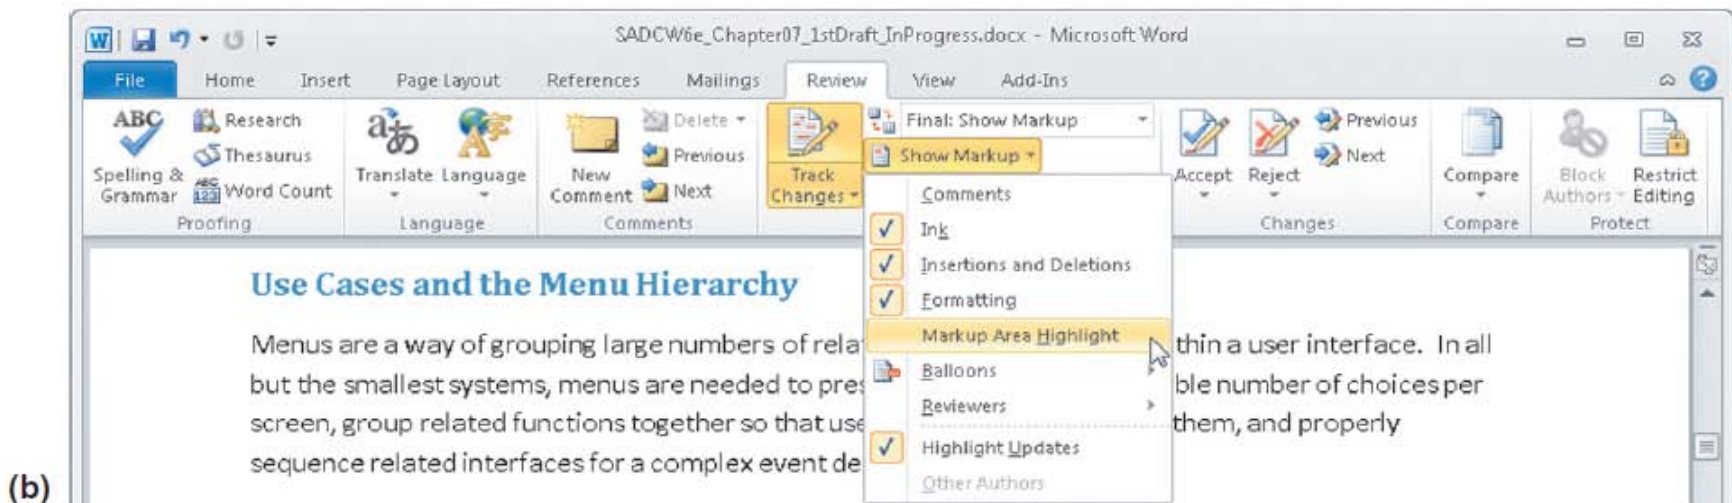 SADCW6e_Chapter07_1stDraft_InProgress.docx - Microsoft Word
File Home Insert Page Layout References Mailings Review View Add-Ins
ABC Research Delete Final: Show Markup Previous
Thesaurus Previous Show Markup Next
Spelling & Grammar ABC 123 Word Count Translate Language New Comment Next Track Changes Accept Reject Compare Block Authors Restrict Editing
Proofing Language Comments Changes Compare Protect
Comments
Ink
Insertions and Deletions
Formatting
Markup Area Highlight
Balloons
Reviewers
Highlight Updates
Other Authors
Use Cases and the Menu Hierarchy
Menus are a way of grouping large numbers of rela thin a user interface. In all
but the smallest systems, menus are needed to pres ble number of choices per
screen, group related functions together so that use them, and properly
sequence related interfaces for a complex event de
(b)